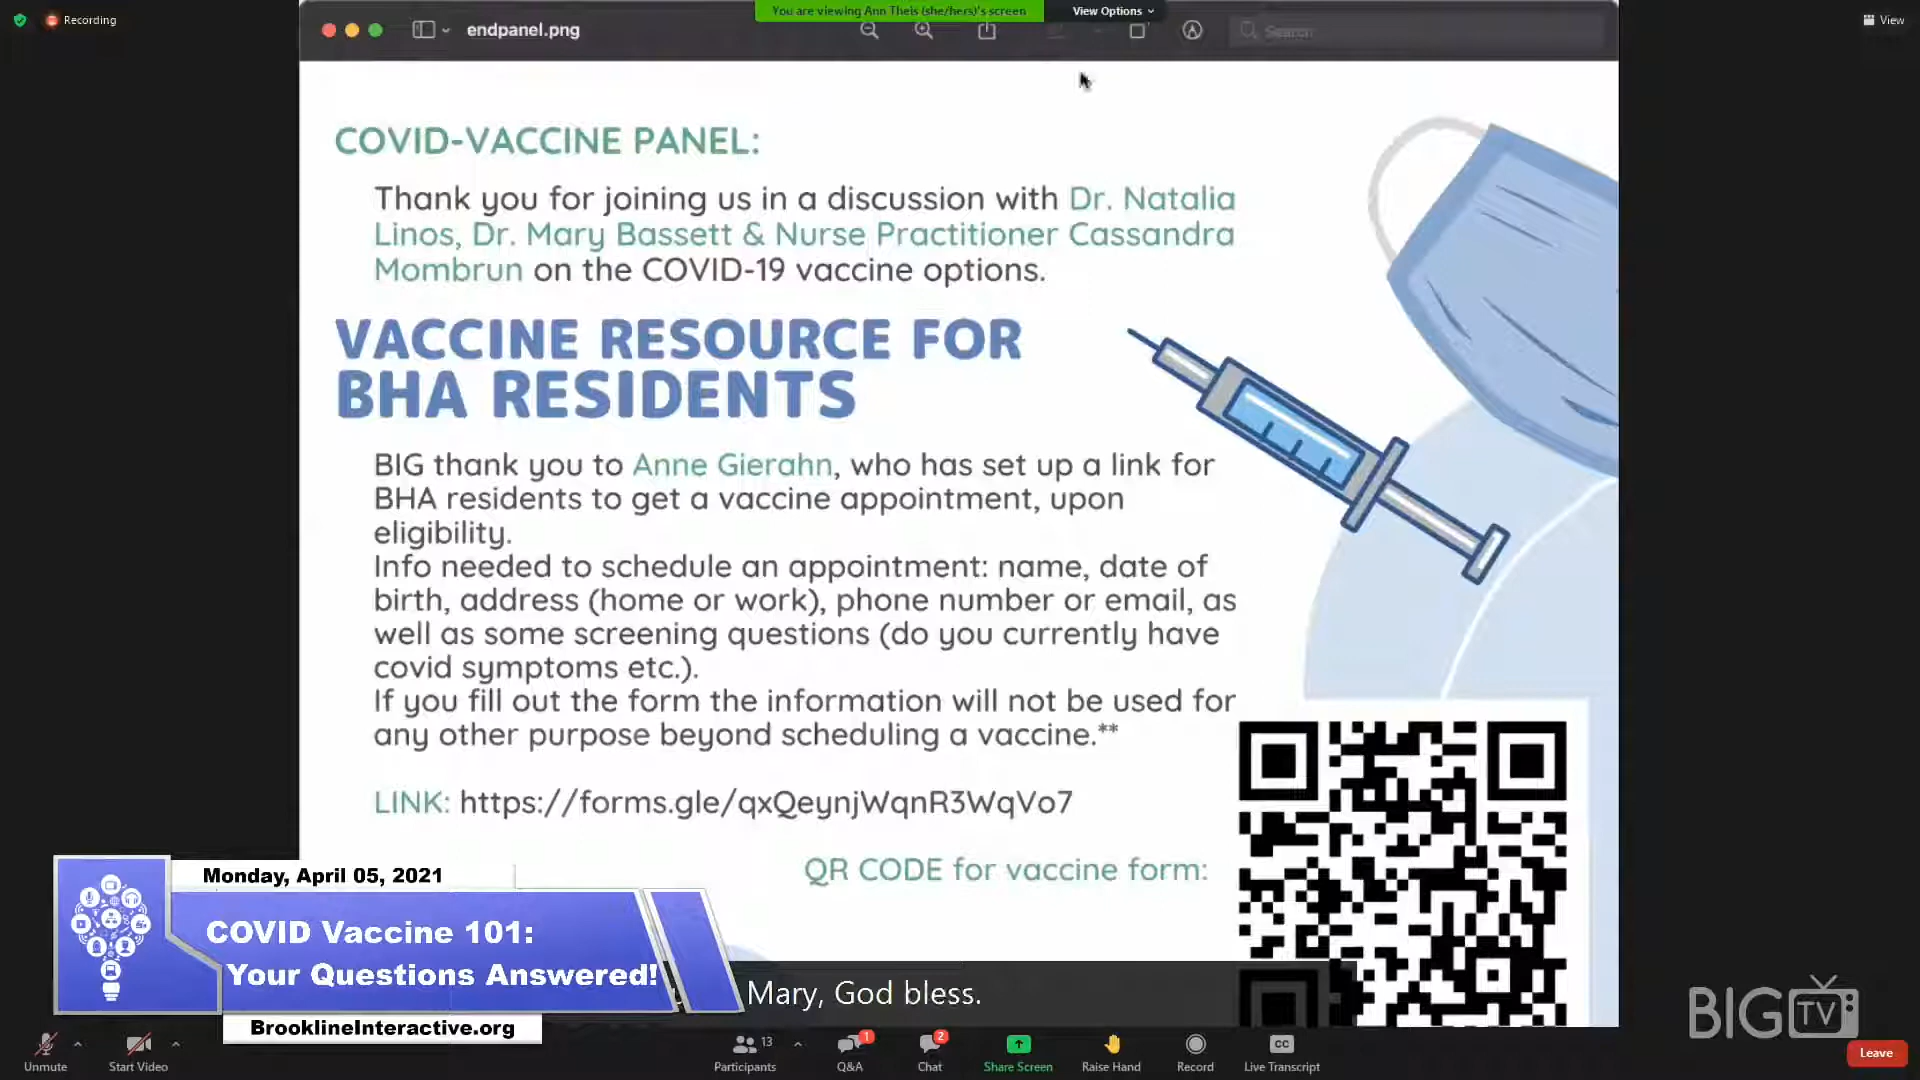 You are viewing Ann Theis (she/hers)'s screen
View Options
Recording
View
endpanel.png
Search
COVID-VACCINE PANEL:
Thank you for joining us in a discussion with Dr. Natalia
Linos, Dr. Mary Bassett & Nurse Practitioner Cassandra
Mombrun on the COVID-19 vaccine options.
VACCINE RESOURCE FOR
BHA RESIDENTS
BIG thank you to Anne Gierahn, who has set up a link for
BHA residents to get a vaccine appointment, upon
eligibility.
Info needed to schedule an appointment: name, date of
birth, address (home or work), phone number or email, as
well as some screening questions (do you currently have
covid symptoms etc.).
If you fill out the form the information will not be used for
any other purpose beyond scheduling a vaccine.**
LINK: https://forms.gle/qxQeynjWqnR3WqVo7
QR CODE for vaccine form:
Monday, April 05, 2021
COVID Vaccine 101:
Your Questions Answered!
BrooklineInteractive.org
Mary, God bless.
BIG TV
Unmute
Start Video
13
Participants
1
Q&A
2
Chat
Share Screen
Raise Hand
Record
CC
Live Transcript
Leave